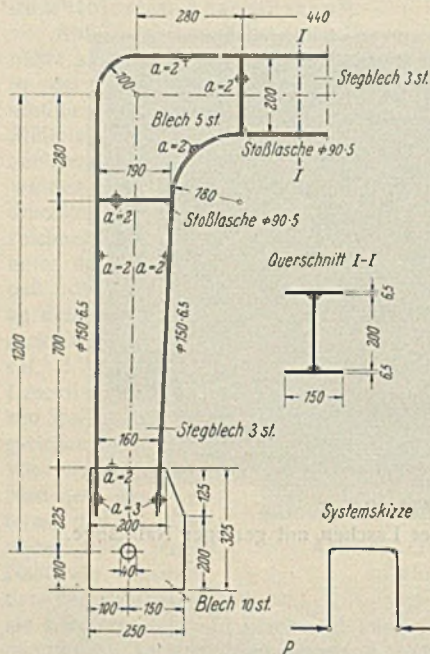 280
440
I
a=2
Stegblech 3 st.
100
a=2
200
Blech 5 st.
a=2
Stoßlasche ⌀ 90·5
I
280
190
180
a=2
Stoßlasche ⌀ 90·5
Querschnitt I-I
a=2
a=2
6,5
200
6,5
150
1200
700
⌀ 150·6,5
⌀ 150·6,5
160
Stegblech 3 st.
a=2
a=3
200
125
325
200
225
100
40
100
150
250
Blech 10 st.
Systemskizze
P